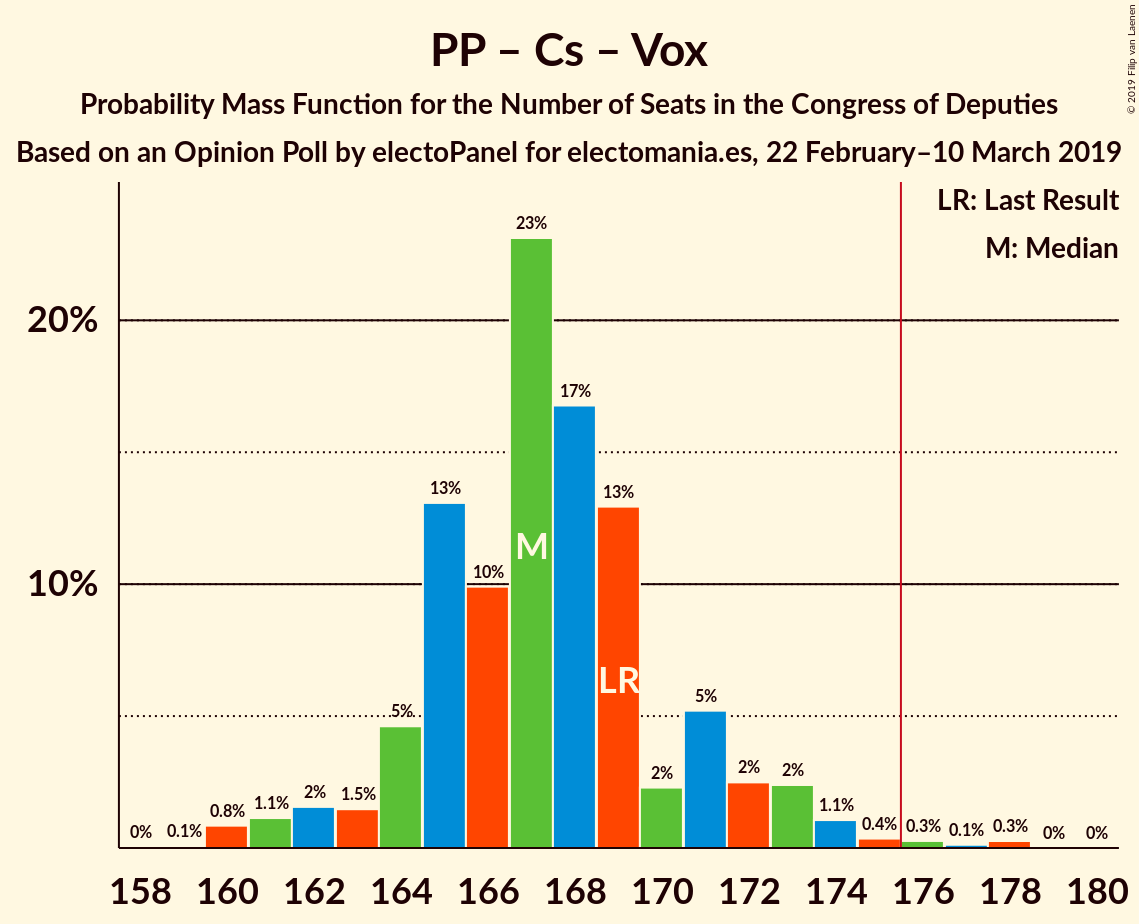 PP – Cs – Vox
Probability Mass Function for the Number of Seats in the Congress of Deputies
Based on an Opinion Poll by electoPanel for electomania.es, 22 February–10 March 2019
© 2019 Filip van Laenen
LR: Last Result
M: Median
23%
20%
17%
13%
13%
M
10%
10%
LR
5%
5%
2%
2%
2%
2%
1.5%
1.1%
1.1%
0.8%
0%
0.1%
0.4%
0.3%
0.1%
0.3%
0%
0%
158 160 162 164 166 168 170 172 174 176 178 180